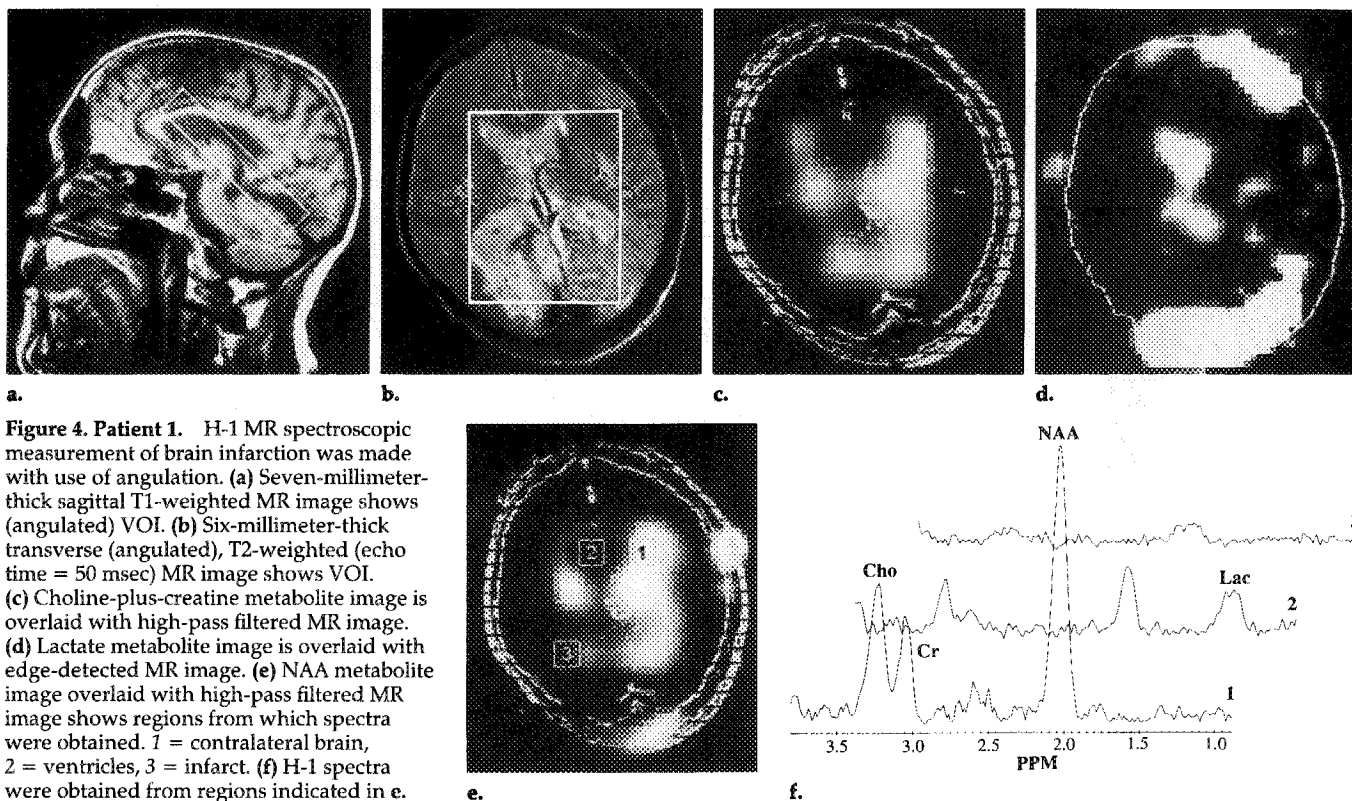 a.
b.
c.
d.
Figure 4. Patient 1. H-1 MR spectroscopic
measurement of brain infarction was made
with use of angulation. (a) Seven-millimeter-
thick sagittal T1-weighted MR image shows
(angulated) VOI. (b) Six-millimeter-thick
transverse (angulated), T2-weighted (echo
time = 50 msec) MR image shows VOI.
(c) Choline-plus-creatine metabolite image is
overlaid with high-pass filtered MR image.
(d) Lactate metabolite image is overlaid with
edge-detected MR image. (e) NAA metabolite
image overlaid with high-pass filtered MR
image shows regions from which spectra
were obtained. 1 = contralateral brain,
2 = ventricles, 3 = infarct. (f) H-1 spectra
were obtained from regions indicated in e.
1
2
3
e.
NAA
Cho
Lac
2
Cr
1
3.5 3.0 2.5 2.0 1.5 1.0
PPM
f.